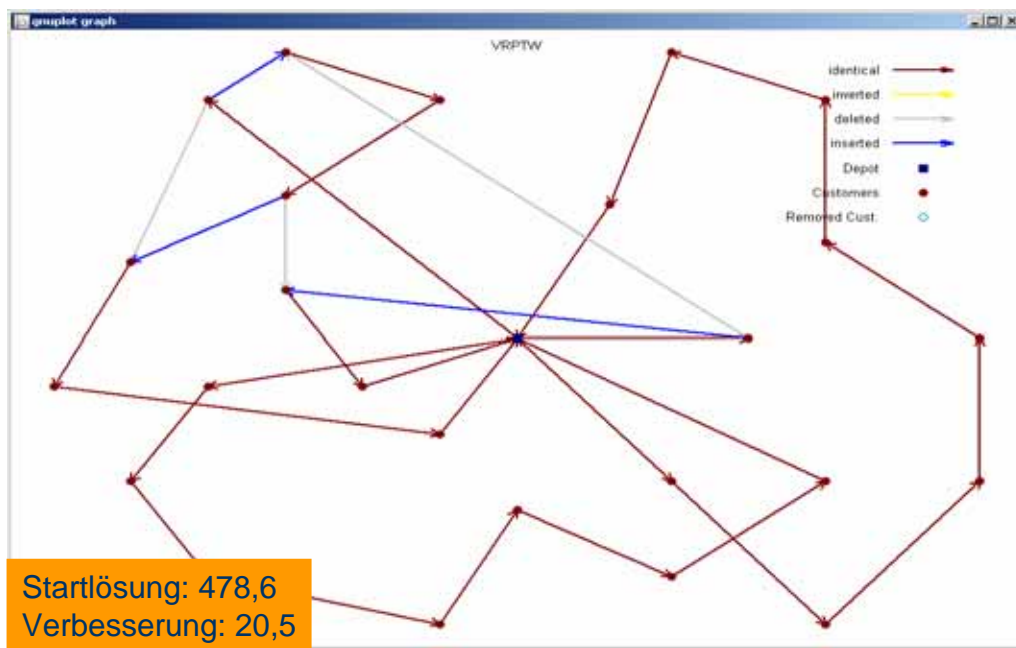 gnuplot graph
VRPTW
identical
inverted
deleted
inserted
Depot
Customers
Removed Cust.
Startlösung: 478,6
Verbesserung: 20,5